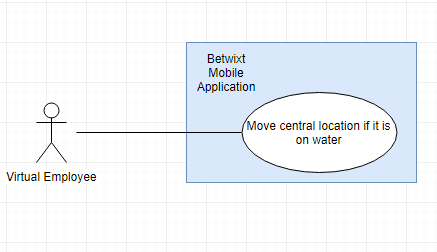 Betwixt
Mobile
Application
Move central location if it is
on water
Virtual Employee